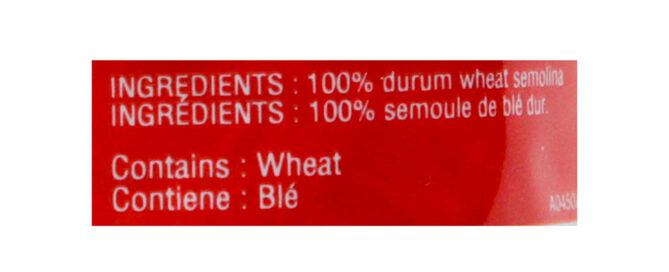 INGREDIENTS : 100% durum wheat semolina
INGRÉDIENTS : 100% semoule de blé dur.
Contains : Wheat
Contiene : Blé